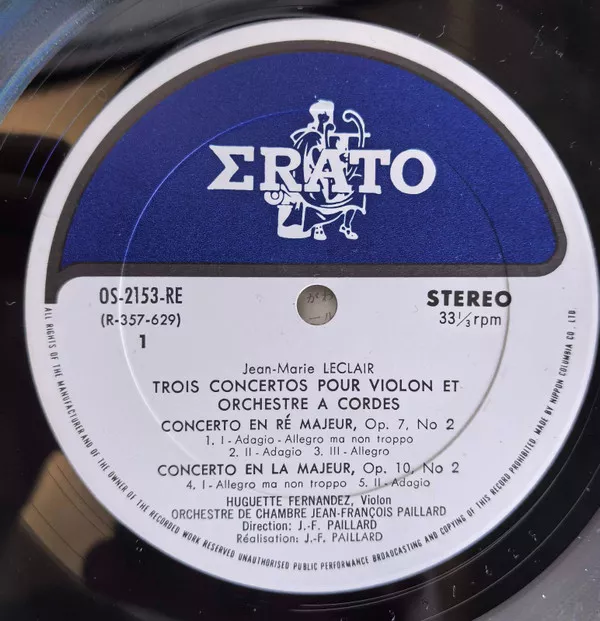 ΣRATO
OS-2153-RE
(R-357-629)
1
STEREO
33 1/3 rpm
Jean-Marie LECLAIR
TROIS CONCERTOS POUR VIOLON ET
ORCHESTRE A CORDES
CONCERTO EN RÉ MAJEUR, Op. 7, No 2
1. I - Adagio - Allegro ma non troppo
2. II - Adagio 3. III - Allegro
CONCERTO EN LA MAJEUR, Op. 10, No 2
4. I - Allegro ma non troppo 5. II - Adagio
HUGUETTE FERNANDEZ, Violon
ORCHESTRE DE CHAMBRE JEAN-FRANÇOIS PAILLARD
Direction: J.-F. PAILLARD
Réalisation: J.-F. PAILLARD
ALL RIGHTS OF THE MANUFACTURER AND OF THE OWNER OF THE RECORDED WORK RESERVED UNAUTHORISED PUBLIC PERFORMANCE BROADCASTING AND COPYING OF THIS RECORD PROHIBITED. MADE BY NIPPON COLUMBIA CO., LTD.